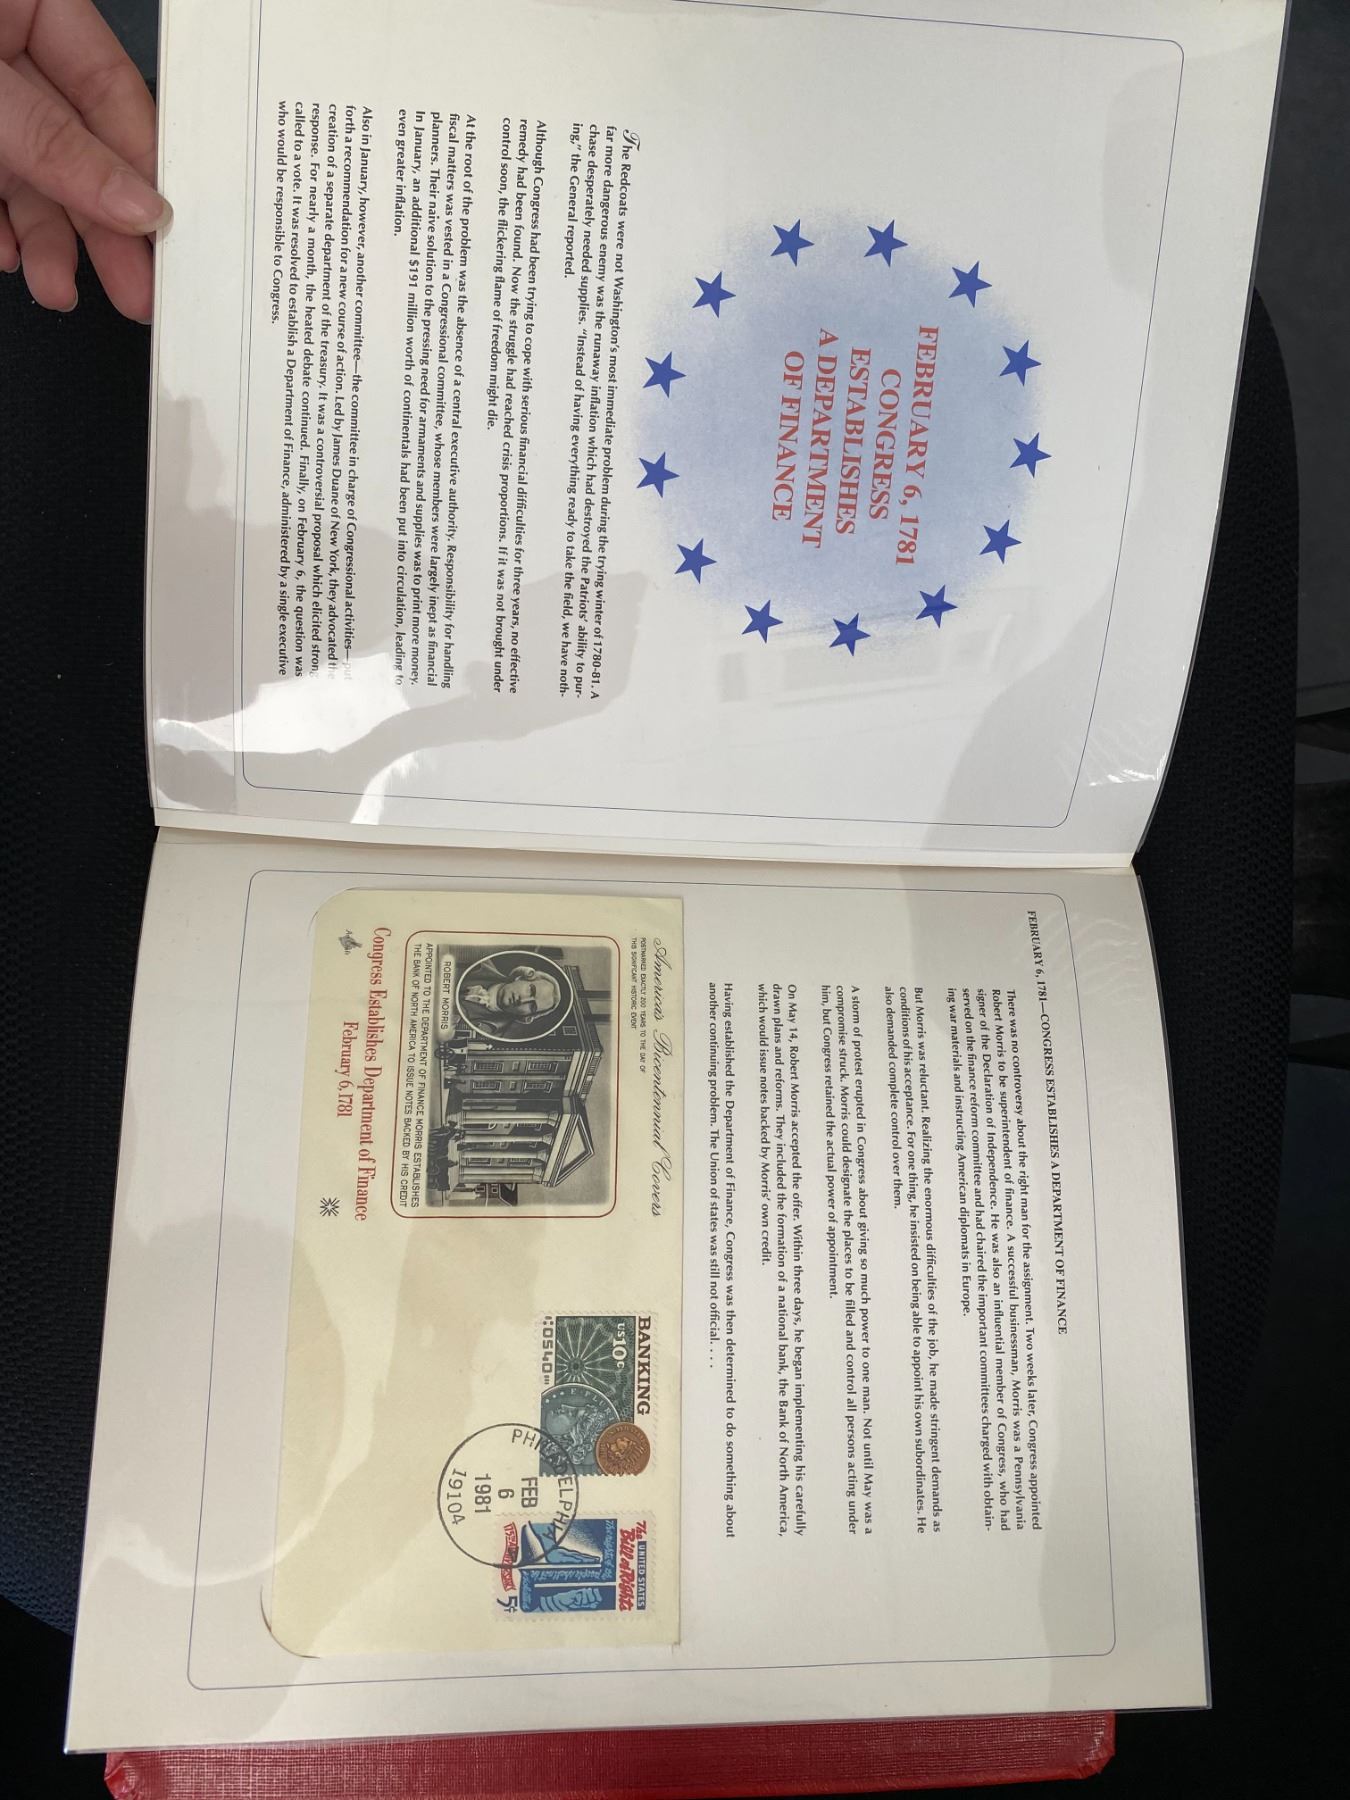 FEBRUARY 6, 1781
CONGRESS
ESTABLISHES
A DEPARTMENT
OF FINANCE
The Redcoats were not Washington's most immediate problem during the trying winter of 1780-81. A
far more dangerous enemy was the runaway inflation which had destroyed the Patriots' ability to pur-
chase desperately needed supplies. "Instead of having everything ready to take the field, we have noth-
ing," the General reported.
Although Congress had been trying to cope with serious financial difficulties for three years, no effective
remedy had been found. Now the struggle had reached crisis proportions. If it was not brought under
control soon, the flickering flame of freedom might die.
At the root of the problem was the absence of a central executive authority. Responsibility for handling
fiscal matters was vested in a Congressional committee, whose members were largely inept as financial
planners. Their naive solution to the pressing need for armaments and supplies was to print more money.
In January, an additional $191 million worth of continentals had been put into circulation, leading to
even greater inflation.
Also in January, however, another committee—the committee in charge of Congressional activities—put
forth a recommendation for a new course of action. Led by James Duane of New York, they advocated the
creation of a separate department of the treasury. It was a controversial proposal which elicited strong
response. For nearly a month, the heated debate continued. Finally, on February 6, the question was
called to a vote. It was resolved to establish a Department of Finance, administered by a single executive
who would be responsible to Congress.
FEBRUARY 6, 1781—CONGRESS ESTABLISHES A DEPARTMENT OF FINANCE
There was no controversy about the right man for the assignment. Two weeks later, Congress appointed
Robert Morris to be superintendent of finance. A successful businessman, Morris was a Pennsylvania
signer of the Declaration of Independence. He was also an influential member of Congress, who had
served on the finance reform committee and had chaired the important committees charged with obtain-
ing war materials and instructing American diplomats in Europe.
But Morris was reluctant. Realizing the enormous difficulties of the job, he made stringent demands as
conditions of his acceptance. For one thing, he insisted on being able to appoint his own subordinates. He
also demanded complete control over them.
A storm of protest erupted in Congress about giving so much power to one man. Not until May was a
compromise struck. Morris could designate the places to be filled and control all persons acting under
him, but Congress retained the actual power of appointment.
On May 14, Robert Morris accepted the offer. Within three days, he began implementing his carefully
drawn plans and reforms. They included the formation of a national bank, the Bank of North America,
which would issue notes backed by Morris' own credit.
Having established the Department of Finance, Congress was then determined to do something about
another continuing problem. The Union of states was still not official. . . .
America's Bicentennial Covers
POSTMARKED EXACTLY 200 YEARS TO THE DAY OF
THIS SIGNIFICANT HISTORIC EVENT
ROBERT MORRIS
APPOINTED TO THE DEPARTMENT OF FINANCE MORRIS ESTABLISHES
THE BANK OF NORTH AMERICA TO ISSUE NOTES BACKED BY HIS CREDIT
Congress Establishes Department of Finance
February 6, 1781
BANKING
US 10c
PHILADELPHIA
FEB
6
1981
19104
UNITED STATES
The Bill of Rights
5¢